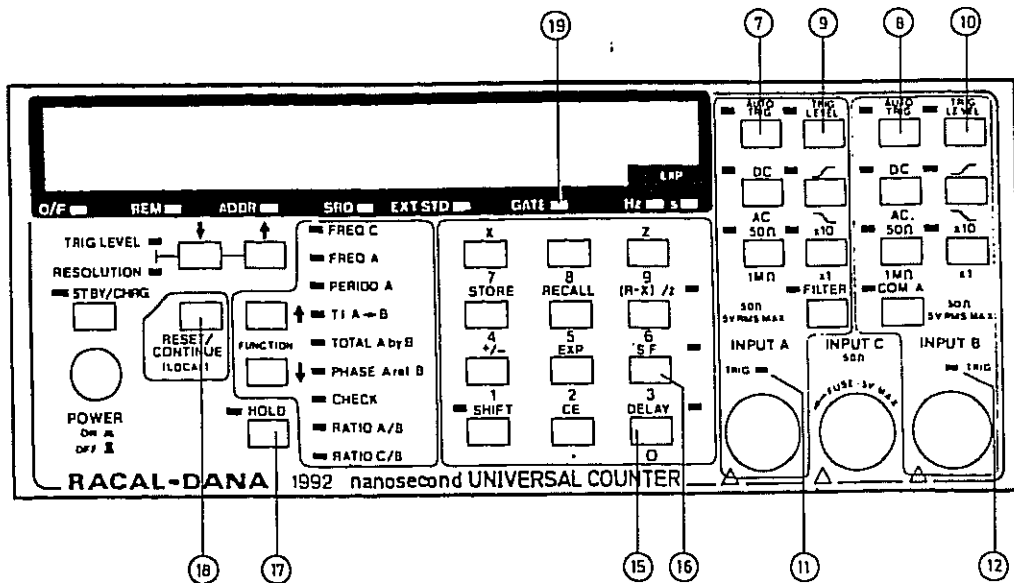 19 7 9 8 10
AUTO TRIG TRIG LEVEL AUTO TRIG TRIG LEVEL
EXP
O/F REM ADDR SRQ EXT STD GATE Hz s
DC DC
TRIG LEVEL
RESOLUTION
ST BY/CHRG
RESET/
CONTINUE
(LOCAL)
FUNCTION
HOLD
POWER
ON
OFF
FREQ C
FREQ A
PERIDO A
TI A→B
TOTAL A by B
PHASE A rel B
CHECK
RATIO A/B
RATIO C/B
X Z
7 8 9
STORE RECALL (R-X)/Z
4 5 6
+/- EXP SF
1 2 3
SHIFT CE DELAY
. 0
AC AC.
50Ω x10 50Ω x10
1MΩ x1 1MΩ x1
FILTER COM A
50Ω
5V RMS MAX
50Ω
5V RMS MAX
INPUT A INPUT C INPUT B
50Ω
TRIG FUSE-5V MAX TRIG
RACAL-DANA 1992 nanosecond UNIVERSAL COUNTER
18 17 15 16 11 12